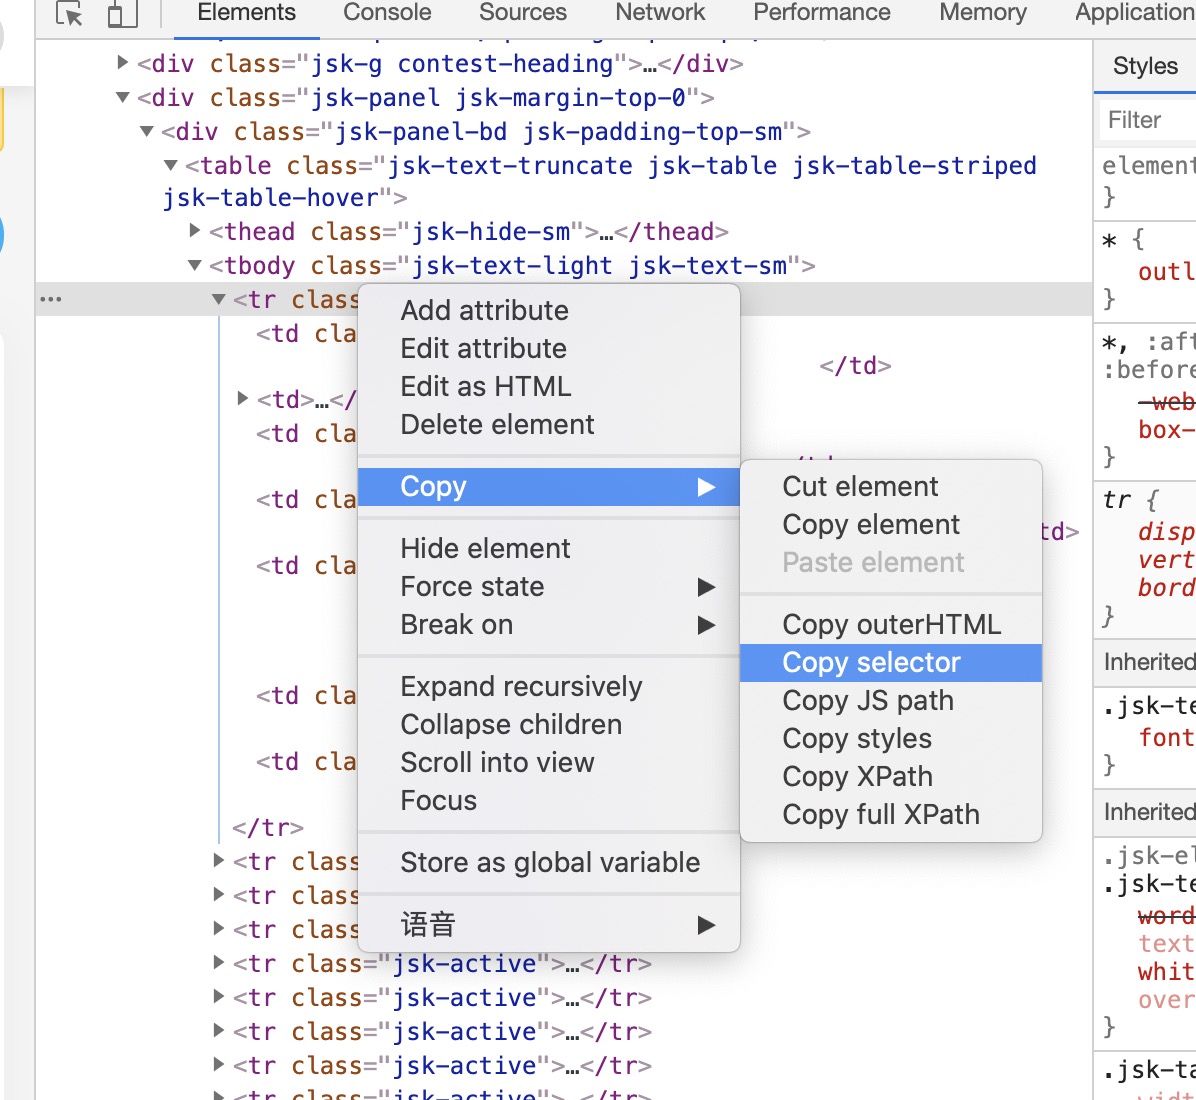 Elements Console Sources Network Performance Memory Application
<div class="jsk-g contest-heading">…</div>
Styles
<div class="jsk-panel jsk-margin-top-0">
Filter
<div class="jsk-panel-bd jsk-padding-top-sm">
<table class="jsk-text-truncate jsk-table jsk-table-striped
jsk-table-hover">
element
}
<thead class="jsk-hide-sm">…</thead>
* {
<tbody class="jsk-text-light jsk-text-sm">
outl
}
<tr class
Add attribute
<td cla
Edit attribute
*, :aft
</td>
:before
Edit as HTML
<td>…</
-web
Delete element
<td cla
box-
}
Copy
Cut element
<td cla
tr {
Copy element
td>
disp
Hide element
Paste element
<td cla
vert
Force state
bord
Break on
Copy outerHTML
}
Copy selector
Inherited
Expand recursively
<td cla
Copy JS path
.jsk-te
Collapse children
Copy styles
font
Scroll into view
<td cla
Copy XPath
}
Focus
Copy full XPath
Inherited
</tr>
Store as global variable
<tr class
.jsk-el
.jsk-te
<tr class
word
语音
<tr class
text
<tr class="jsk-active">…</tr>
whit
<tr class="jsk-active">…</tr>
over
<tr class="jsk-active">…</tr>
}
<tr class="jsk-active">…</tr>
.jsk-ta
<tr class="jsk-active">…</tr>
widt